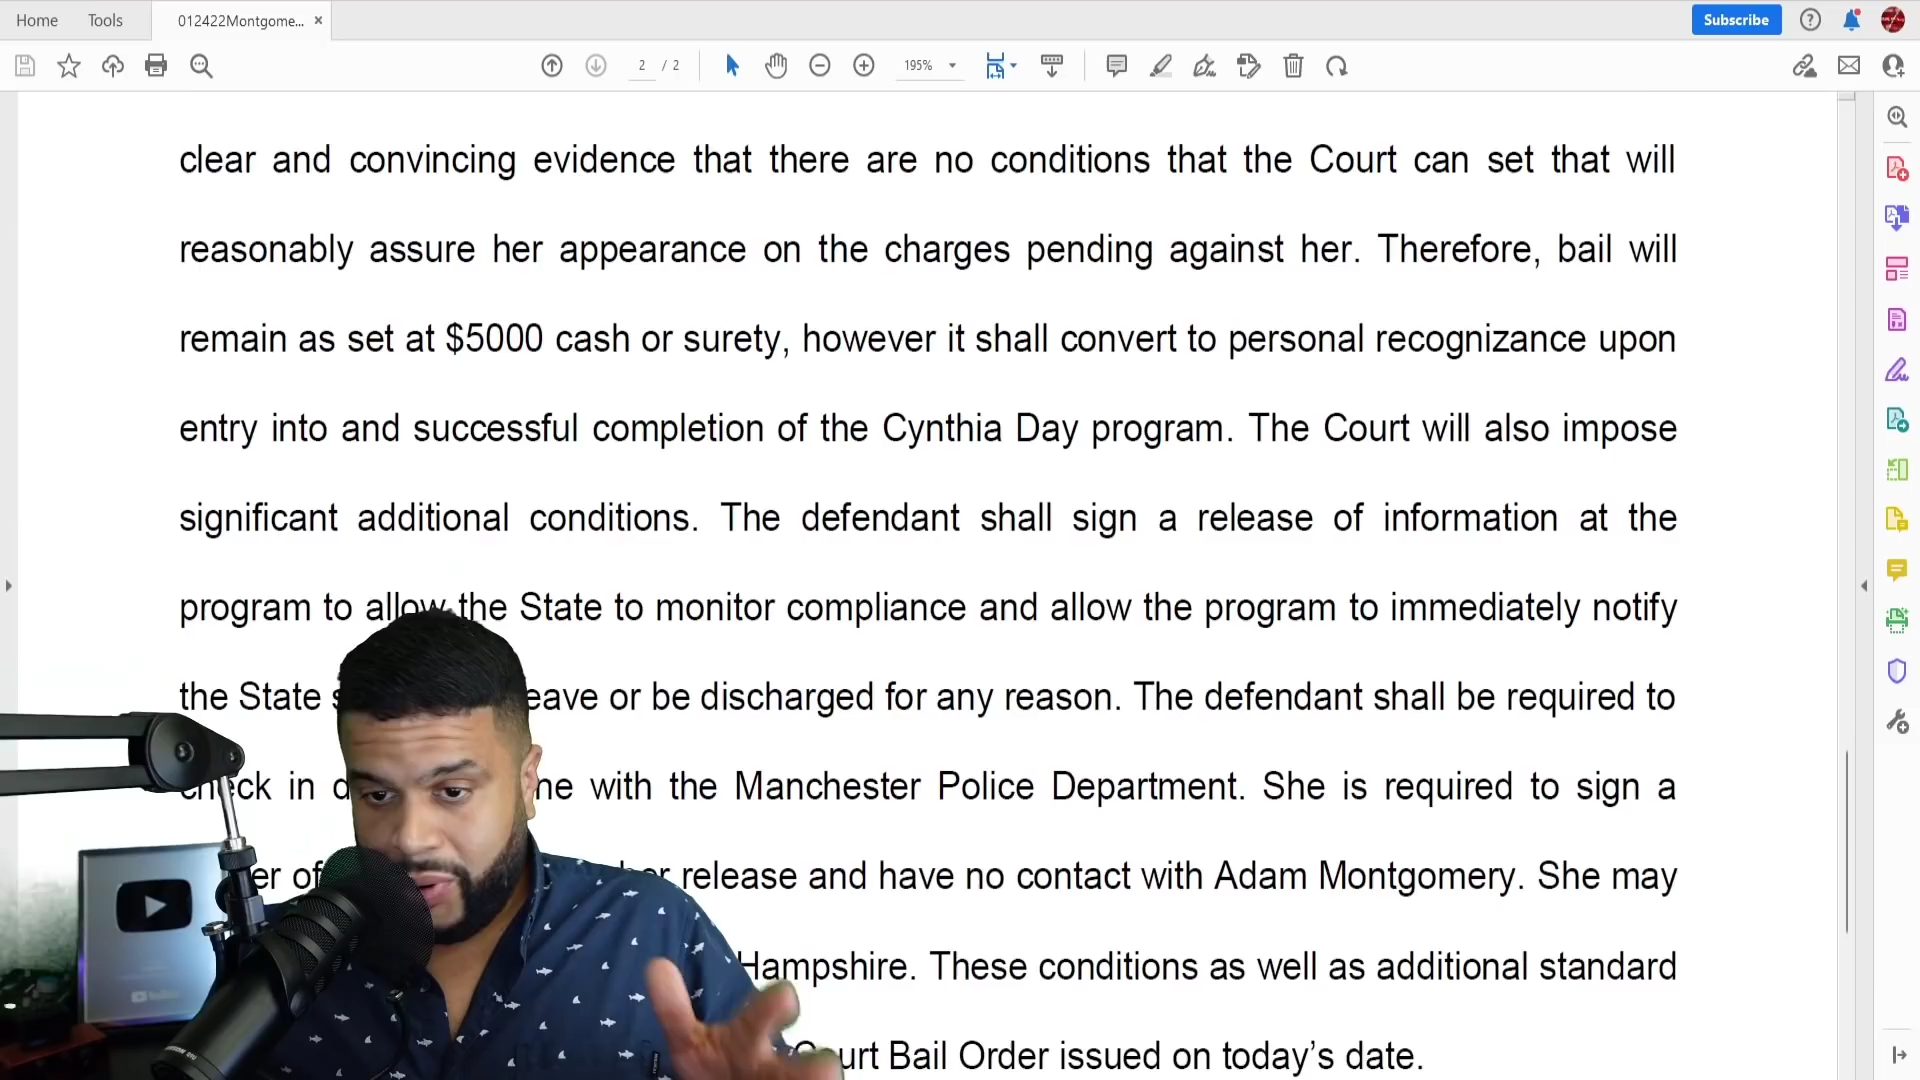 Home Tools 012422Montgome... × Subscribe
2 / 2 195%
clear and convincing evidence that there are no conditions that the Court can set that will
reasonably assure her appearance on the charges pending against her. Therefore, bail will
remain as set at $5000 cash or surety, however it shall convert to personal recognizance upon
entry into and successful completion of the Cynthia Day program. The Court will also impose
significant additional conditions. The defendant shall sign a release of information at the
program to allow the State to monitor compliance and allow the program to immediately notify
the State eave or be discharged for any reason. The defendant shall be required to
check in with the Manchester Police Department. She is required to sign a
of her release and have no contact with Adam Montgomery. She may
Hampshire. These conditions as well as additional standard
Court Bail Order issued on today's date.